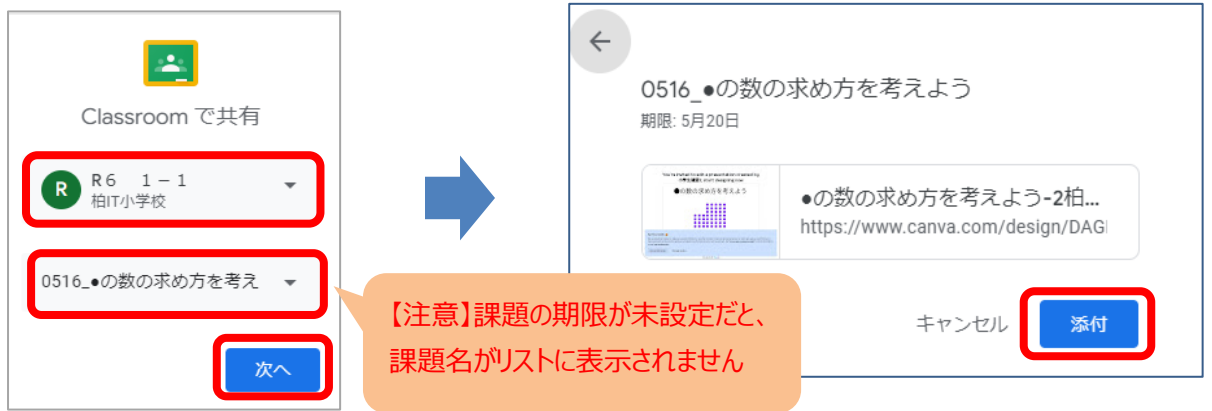 Classroom で共有
R
R6 1－1
柏IT小学校
0516_●の数の求め方を考え
次へ
【注意】課題の期限が未設定だと、
課題名がリストに表示されません
0516_●の数の求め方を考えよう
期限: 5月20日
●の数の求め方を考えよう
●の数の求め方を考えよう-2柏...
https://www.canva.com/design/DAG
キャンセル
添付